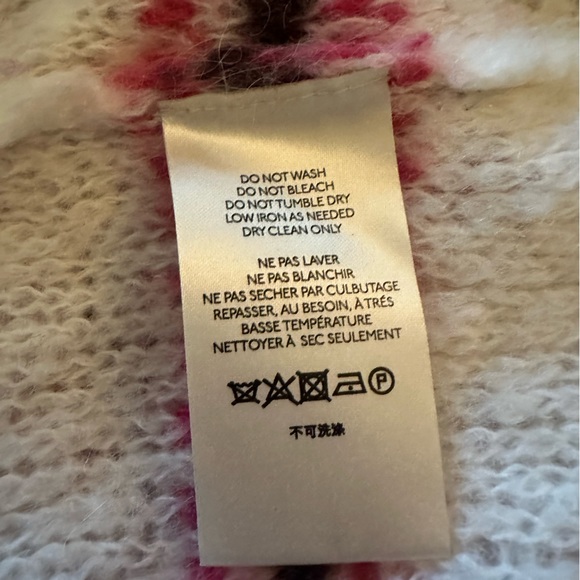 DO NOT WASH
DO NOT BLEACH
DO NOT TUMBLE DRY
LOW IRON AS NEEDED
DRY CLEAN ONLY
NE PAS LAVER
NE PAS BLANCHIR
NE PAS SECHER PAR CULBUTAGE
REPASSER, AU BESOIN, À TRÉS
BASSE TEMPÉRATURE
NETTOYER À SEC SEULEMENT
P
不可洗涤